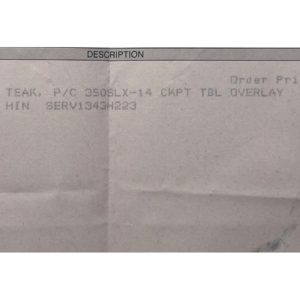 DESCRIPTION
Order Pri
TEAK, P/C 350SLX-14 CKPT TBL OVERLAY
HIN SERV1343H223